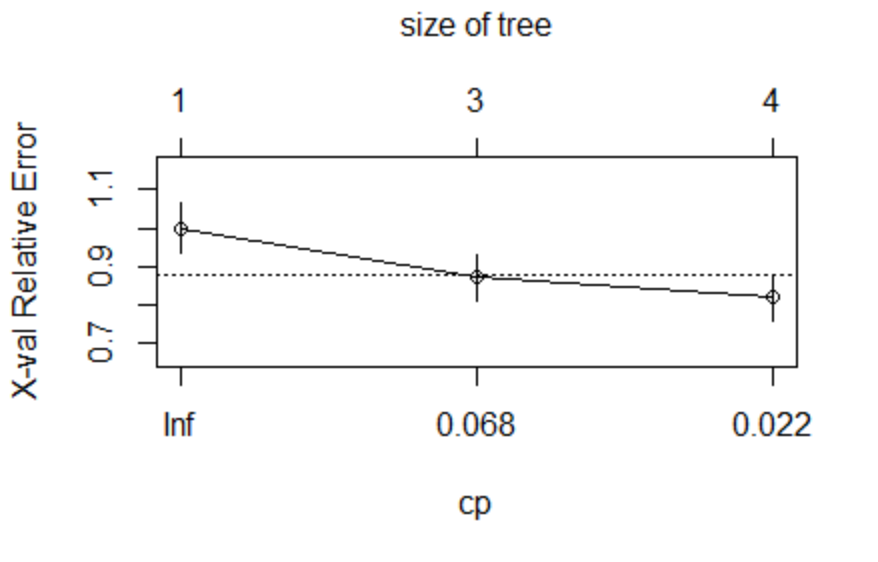 size of tree
1 3 4
X-val Relative Error
1.1
0.9
0.7
Inf 0.068 0.022
cp